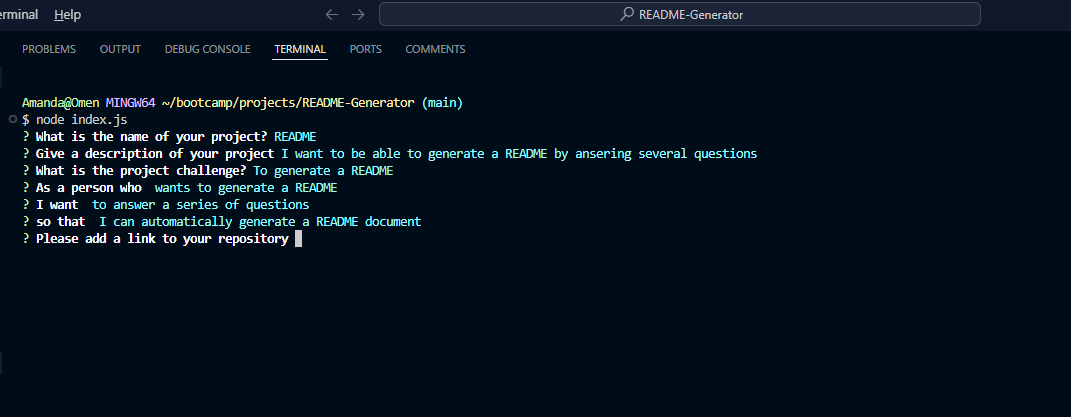 erminal Help README-Generator
PROBLEMS OUTPUT DEBUG CONSOLE TERMINAL PORTS COMMENTS
Amanda@Omen MINGW64 ~/bootcamp/projects/README-Generator (main)
$ node index.js
? What is the name of your project? README
? Give a description of your project I want to be able to generate a README by ansering several questions
? What is the project challenge? To generate a README
? As a person who  wants to generate a README
? I want  to answer a series of questions
? so that  I can automatically generate a README document
? Please add a link to your repository